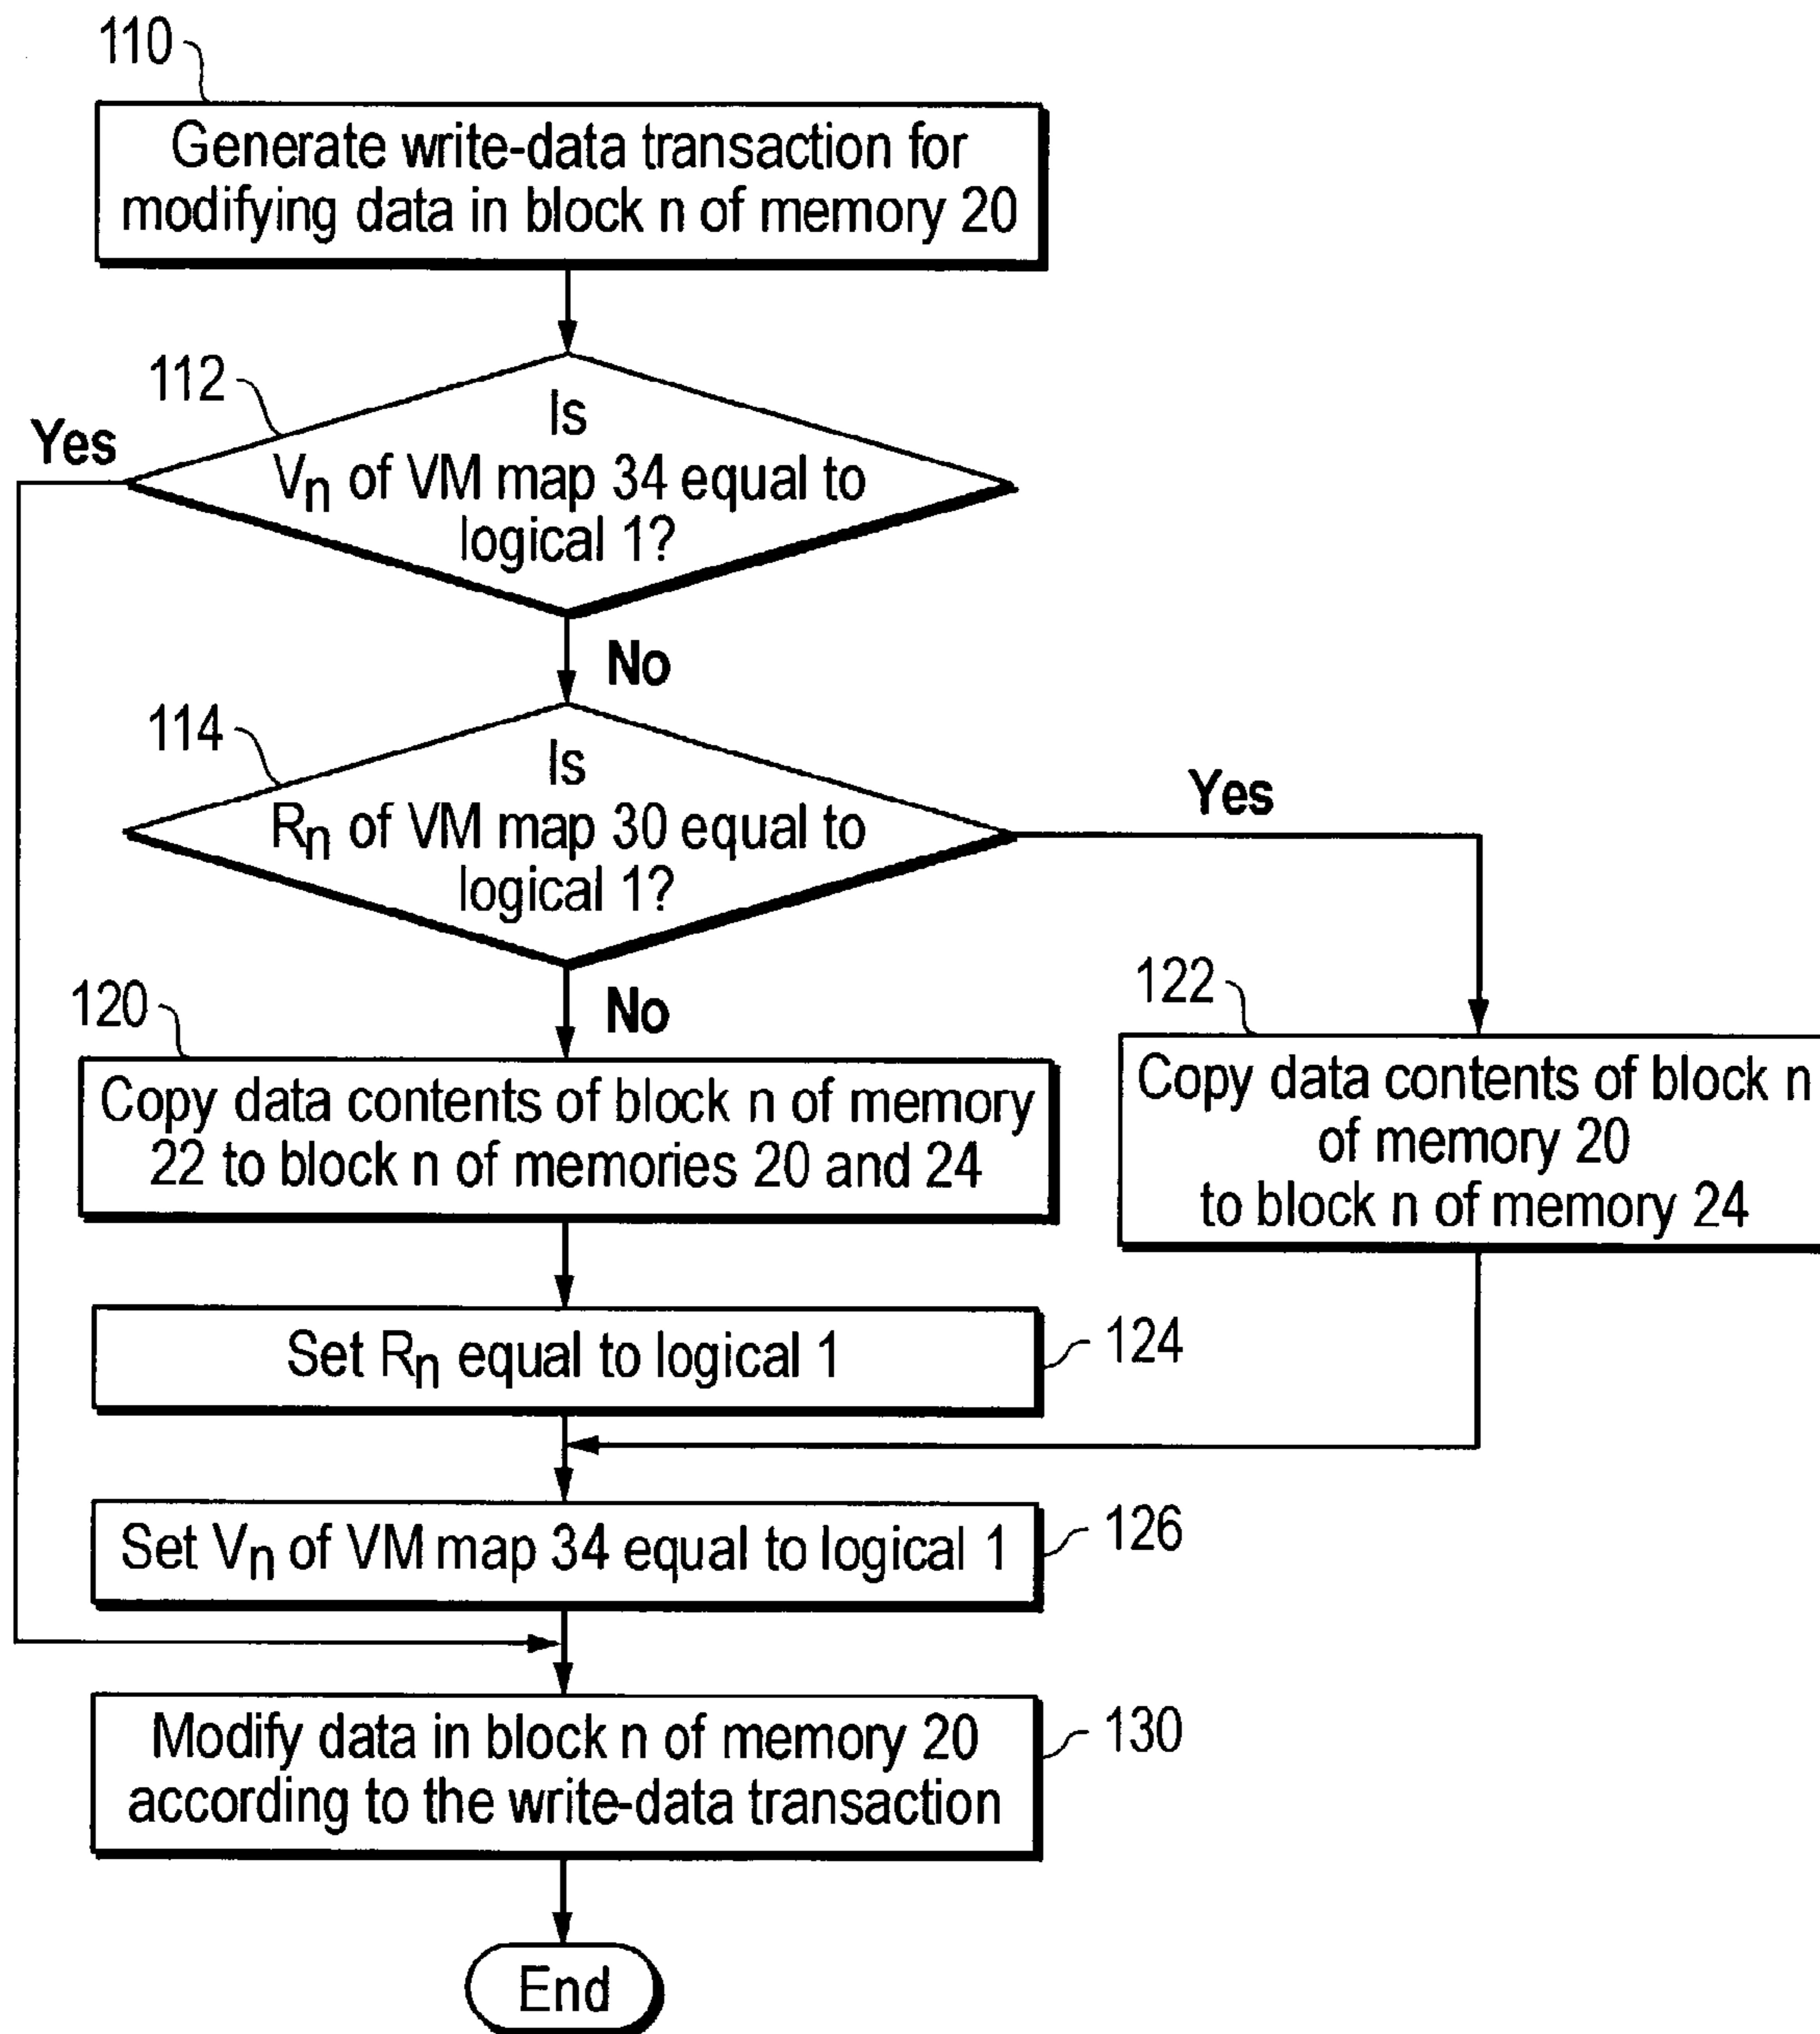 110
Generate write-data transaction for
modifying data in block n of memory 20
112
Yes
Is
Vn of VM map 34 equal to
logical 1?
No
114
Is
Rn of VM map 30 equal to
logical 1?
Yes
No
120
Copy data contents of block n of memory
22 to block n of memories 20 and 24
122
Copy data contents of block n
of memory 20
to block n of memory 24
Set Rn equal to logical 1
124
Set Vn of VM map 34 equal to logical 1
126
Modify data in block n of memory 20
according to the write-data transaction
130
End